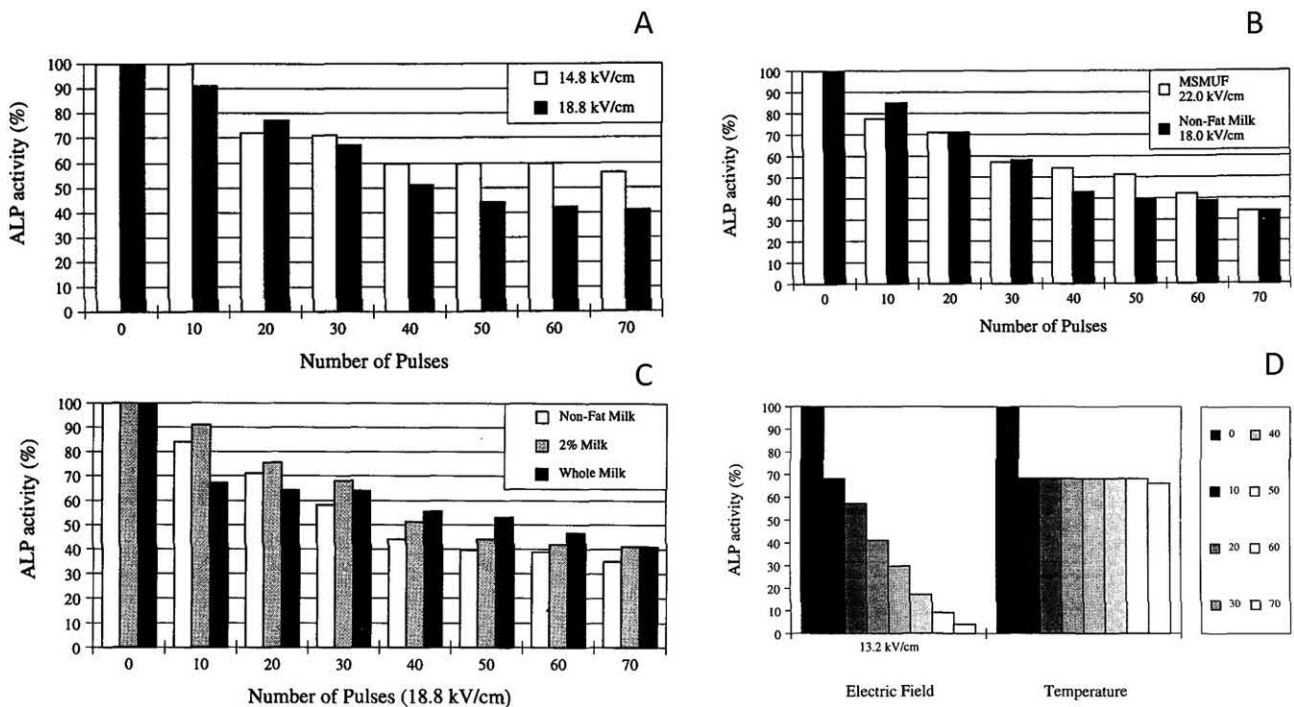 A
100
90
80
70
60
50
40
30
20
10
0
ALP activity (%)
14.8 kV/cm
18.8 kV/cm
0 10 20 30 40 50 60 70
Number of Pulses
B
100
90
80
70
60
50
40
30
20
10
0
ALP activity (%)
MSMUF
22.0 kV/cm
Non-Fat Milk
18.0 kV/cm
0 10 20 30 40 50 60 70
Number of Pulses
C
100
90
80
70
60
50
40
30
20
10
0
ALP activity (%)
Non-Fat Milk
2% Milk
Whole Milk
0 10 20 30 40 50 60 70
Number of Pulses (18.8 kV/cm)
D
100
90
80
70
60
50
40
30
20
10
0
ALP activity (%)
13.2 kV/cm
Electric Field Temperature
0 40
10 50
20 60
30 70